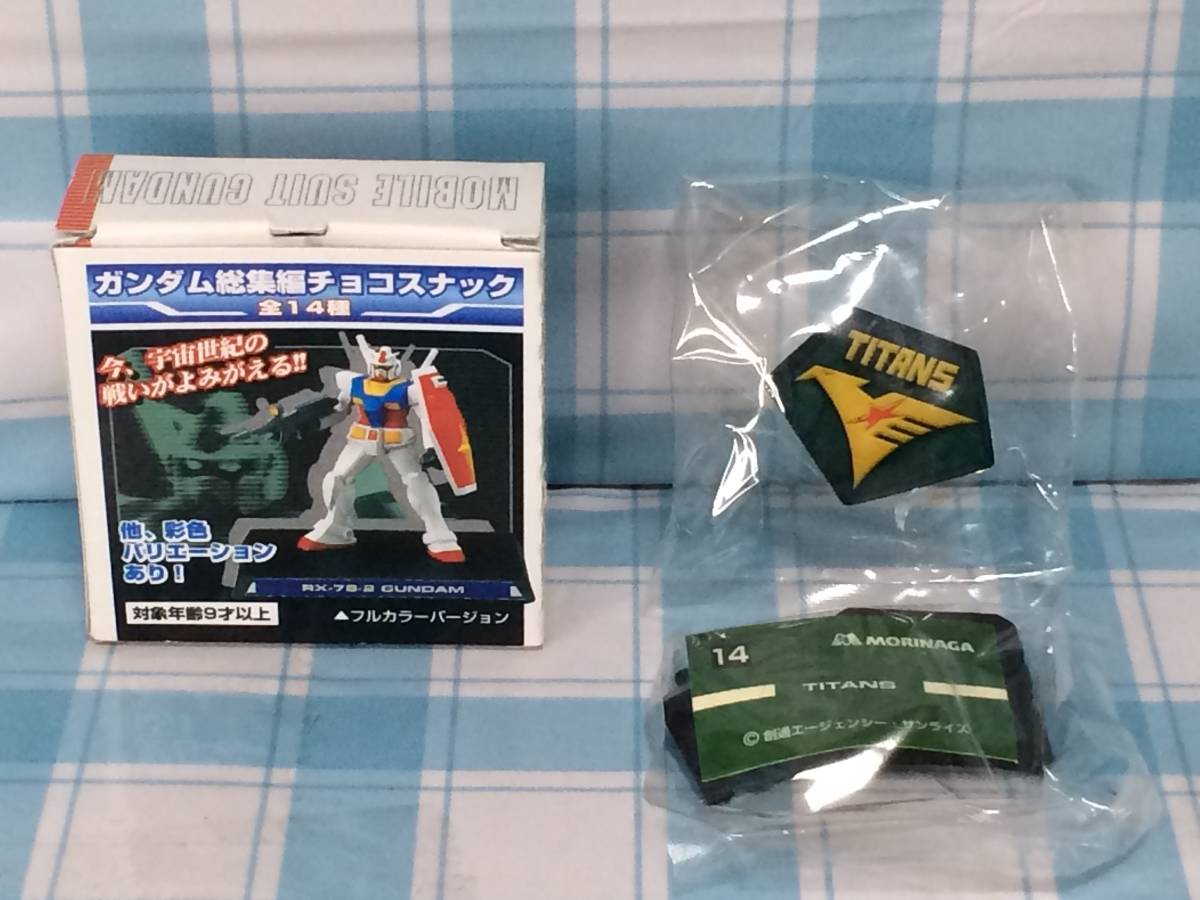 MOBILE SUIT GUNDAM
ガンダム総集編チョコスナック
全14種
今、宇宙世紀の
戦いがよみがえる!!
他、彩色
バリエーション
あり!
RX-78-2 GUNDAM
対象年齢9才以上
▲フルカラーバージョン
TITANS
14
MORINAGA
TITANS
© 創通エージェンシー・サンライズ